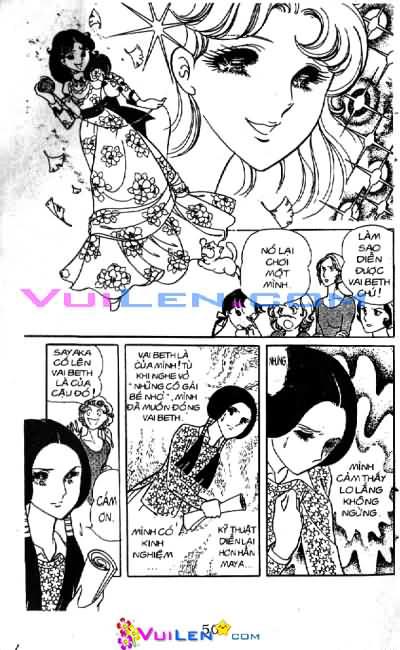 NÓ LẠI
CHƠI
MỘT
MÌNH.
LÀM
SAO
DIỄN
ĐƯỢC
VAI BETH
CHỨ!
VUILEN.COM
SAYAKA
CỐ LÊN
VAI BETH
LÀ CỦA
CẬU ĐÓ!
CÁM
ƠN.
VAI BETH LÀ
CỦA MÌNH! TỪ
KHI NGHE VỞ
"NHỮNG CÔ GÁI
BÉ NHỎ", MÌNH
ĐÃ MUỐN ĐÓNG
VAI BETH.
MÌNH CÓ
KINH
NGHIỆM
...
KỸ THUẬT
DIỄN LẠI
HƠN HẲN
MAYA...
NHƯNG
MÌNH
CẢM THẤY
LO LẮNG
KHÔNG
NGỪNG.
VUILEN.COM